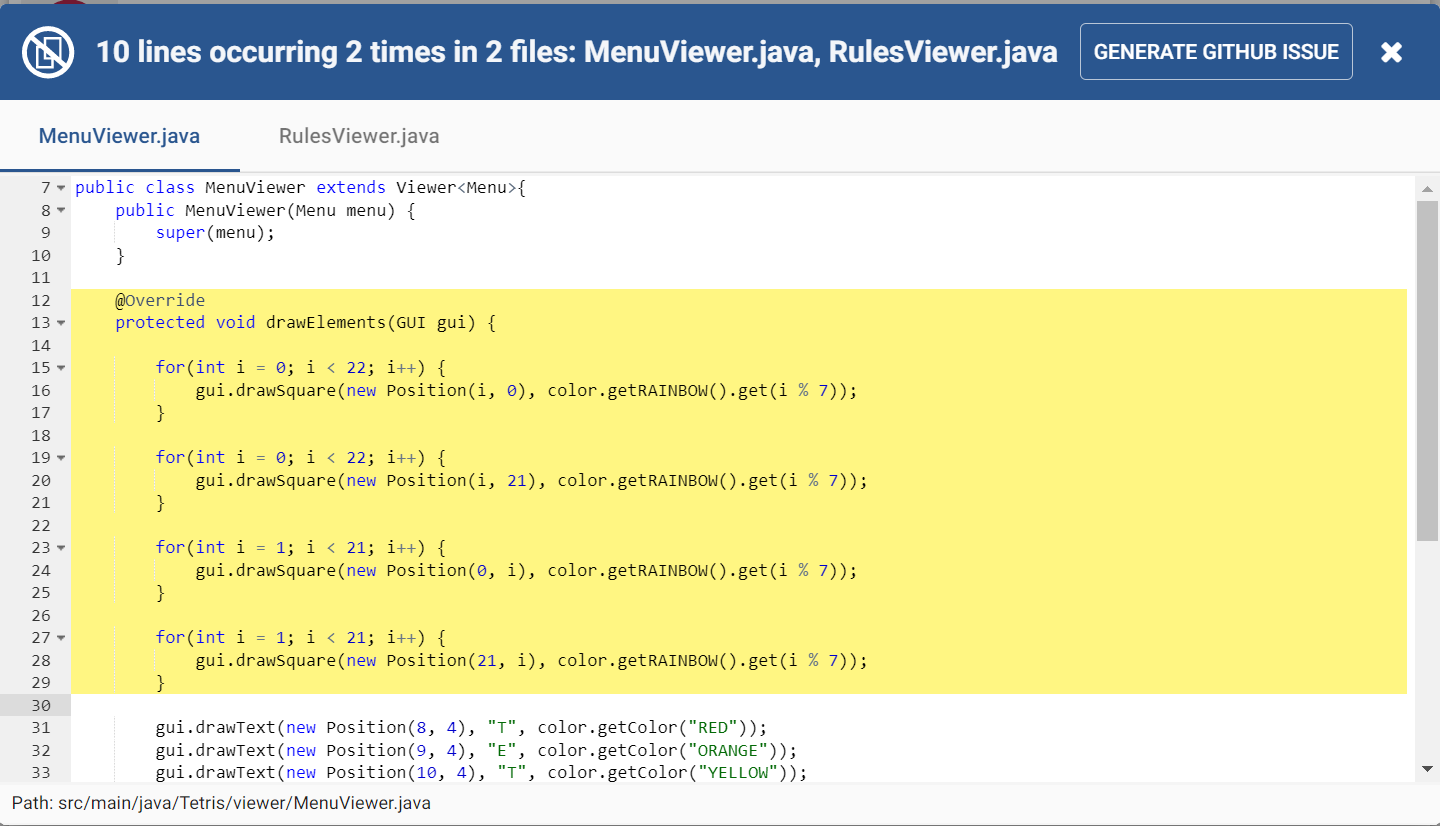 10 lines occurring 2 times in 2 files: MenuViewer.java, RulesViewer.java GENERATE GITHUB ISSUE
MenuViewer.java RulesViewer.java
7 public class MenuViewer extends Viewer<Menu>{
8     public MenuViewer(Menu menu) {
9         super(menu);
10     }
11
12     @Override
13     protected void drawElements(GUI gui) {
14
15         for(int i = 0; i < 22; i++) {
16             gui.drawSquare(new Position(i, 0), color.getRAINBOW().get(i % 7));
17         }
18
19         for(int i = 0; i < 22; i++) {
20             gui.drawSquare(new Position(i, 21), color.getRAINBOW().get(i % 7));
21         }
22
23         for(int i = 1; i < 21; i++) {
24             gui.drawSquare(new Position(0, i), color.getRAINBOW().get(i % 7));
25         }
26
27         for(int i = 1; i < 21; i++) {
28             gui.drawSquare(new Position(21, i), color.getRAINBOW().get(i % 7));
29         }
30
31         gui.drawText(new Position(8, 4), "T", color.getColor("RED"));
32         gui.drawText(new Position(9, 4), "E", color.getColor("ORANGE"));
33         gui.drawText(new Position(10, 4), "T", color.getColor("YELLOW"));
Path: src/main/java/Tetris/viewer/MenuViewer.java